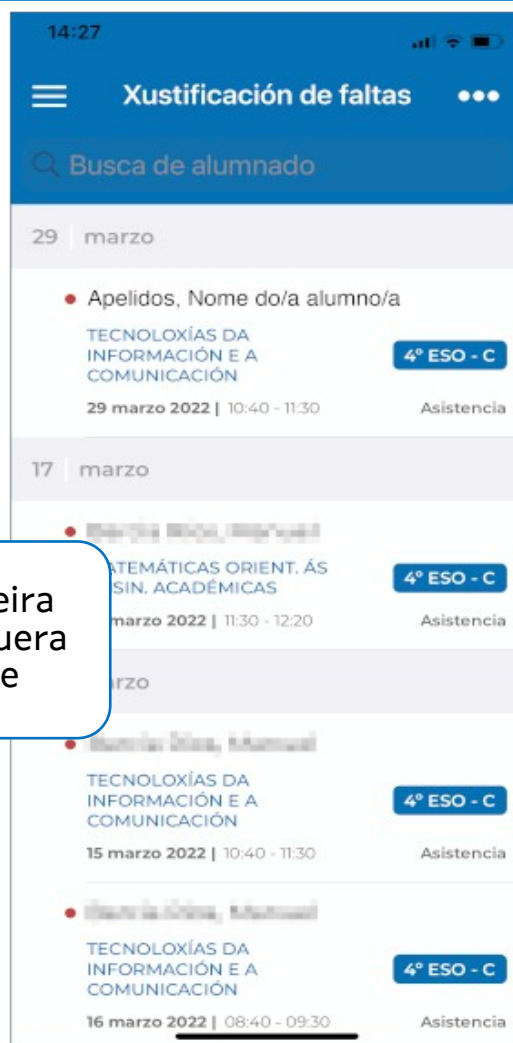 14:27
Xustificación de faltas
Busca de alumnado
29 marzo
Apelidos, Nome do/a alumno/a
TECNOLOXÍAS DA
INFORMACIÓN E A
COMUNICACIÓN
4º ESO - C
29 marzo 2022 | 10:40 - 11:30
Asistencia
17 marzo
ATEMÁTICAS ORIENT. ÁS
SIN. ACADÉMICAS
4º ESO - C
marzo 2022 | 11:30 - 12:20
Asistencia
eira
uera
e
rzo
TECNOLOXÍAS DA
INFORMACIÓN E A
COMUNICACIÓN
4º ESO - C
15 marzo 2022 | 10:40 - 11:30
Asistencia
TECNOLOXÍAS DA
INFORMACIÓN E A
COMUNICACIÓN
4º ESO - C
16 marzo 2022 | 08:40 - 09:30
Asistencia